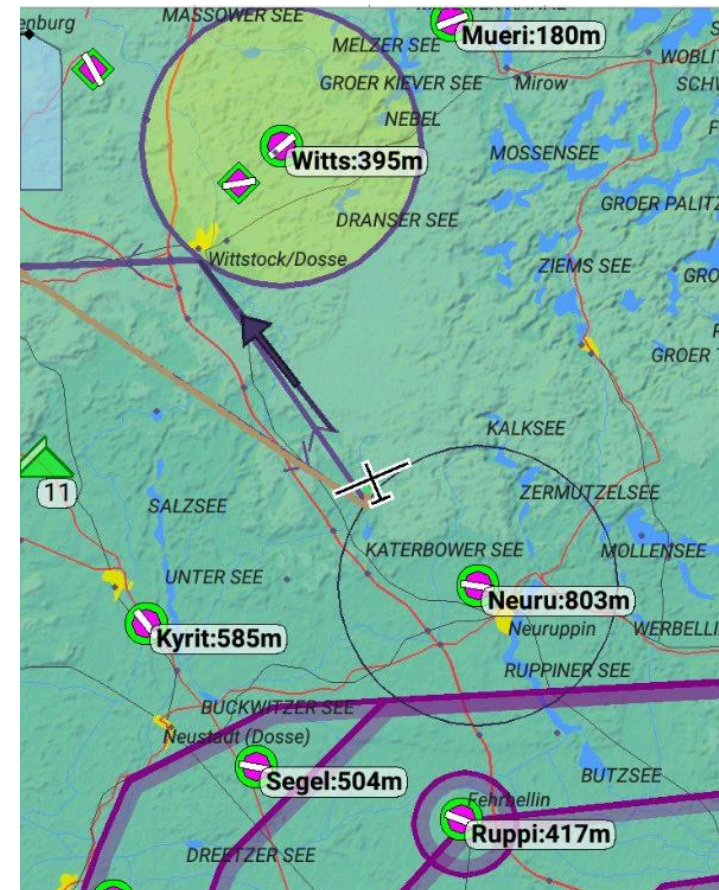 MASSOWER SEE
enburg
Mueri:180m
MELZER SEE
WOBLI
GROER KIEVER SEE
Mirow
SCHW
NEBEL
MOSSENSEE
Witts:395m
GROER PALITZ
DRANSER SEE
Wittstock/Dosse
ZIEMS SEE
GRO
GROER
KALKSEE
11
SALZSEE
ZERMUTZELSEE
KATERBOWER SEE
MOLLENSEE
UNTER SEE
Neuru:803m
Kyrit:585m
Neuruppin
WERBELLI
RUPPINER SEE
BUCKWITZER SEE
Neustadt (Dosse)
Segel:504m
BUTZSEE
Fehrbellin
Ruppi:417m
DREETZER SEE